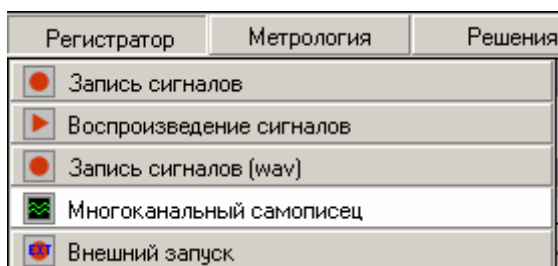 Регистратор Метрология Решения
Запись сигналов
Воспроизведение сигналов
Запись сигналов (wav)
Многоканальный самописец
EXT Внешний запуск